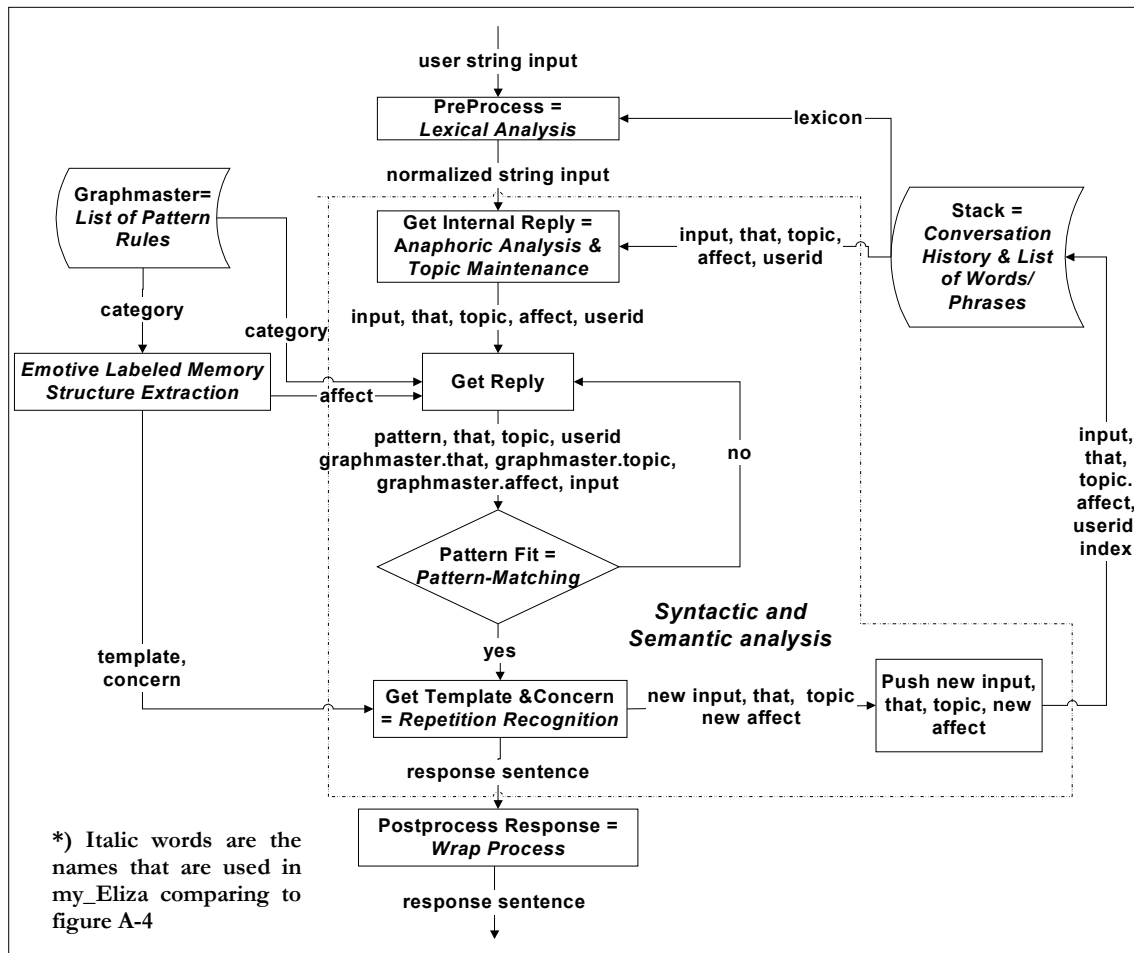 user string input
PreProcess =
Lexical Analysis
lexicon
normalized string input
Graphmaster=
List of Pattern
Rules
Get Internal Reply =
Anaphoric Analysis &
Topic Maintenance
input, that, topic,
affect, userid
Stack =
Conversation
History & List
of Words/
Phrases
category
category
input, that, topic, affect, userid
Emotive Labeled Memory
Structure Extraction
affect
Get Reply
pattern, that, topic, userid
graphmaster.that, graphmaster.topic,
graphmaster.affect, input
no
input,
that,
topic.
affect,
userid,
index
Pattern Fit =
Pattern-Matching
Syntactic and
Semantic analysis
yes
template,
concern
Get Template &Concern
= Repetition Recognition
new input, that, topic
new affect
Push new input,
that, topic, new
affect
response sentence
Postprocess Response =
Wrap Process
response sentence
*) Italic words are the
names that are used in
my_Eliza comparing to
figure A-4